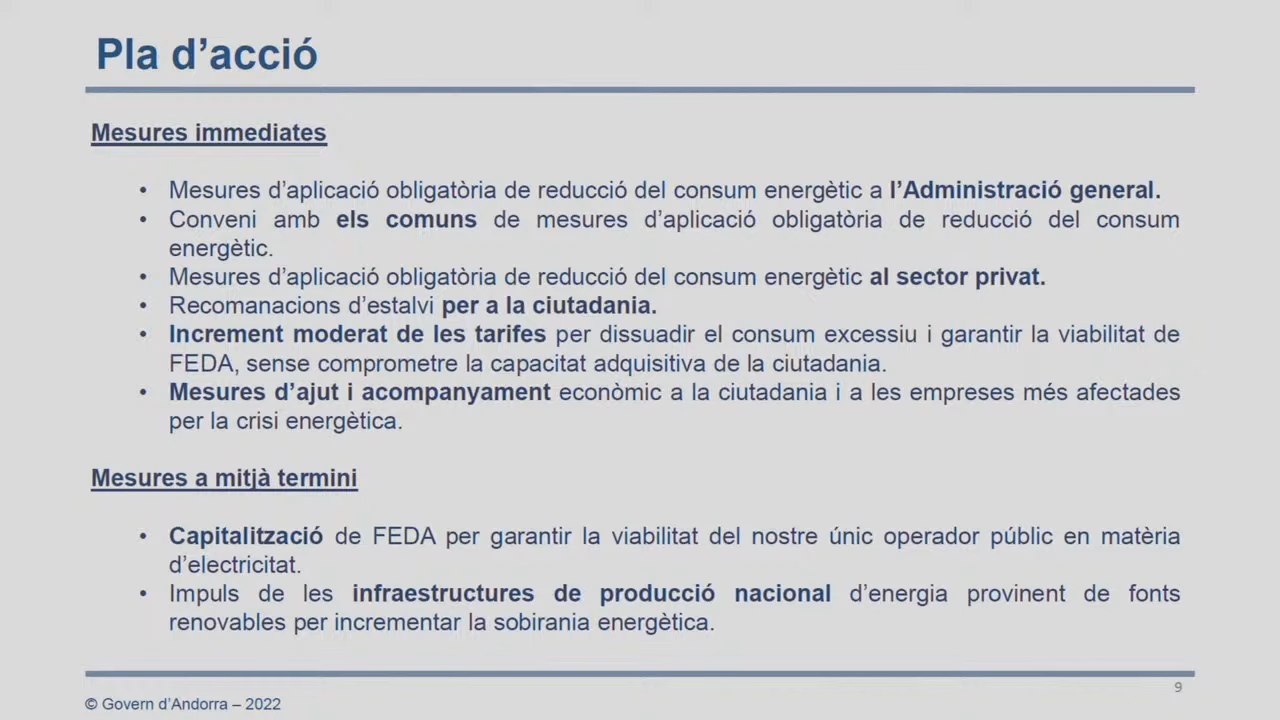 Pla d’acció
Mesures immediates
• Mesures d’aplicació obligatòria de reducció del consum energètic a l’Administració general.
• Conveni amb els comuns de mesures d’aplicació obligatòria de reducció del consum
energètic.
• Mesures d’aplicació obligatòria de reducció del consum energètic al sector privat.
• Recomanacions d’estalvi per a la ciutadania.
• Increment moderat de les tarifes per dissuadir el consum excessiu i garantir la viabilitat de
FEDA, sense comprometre la capacitat adquisitiva de la ciutadania.
• Mesures d’ajut i acompanyament econòmic a la ciutadania i a les empreses més afectades
per la crisi energètica.
Mesures a mitjà termini
• Capitalització de FEDA per garantir la viabilitat del nostre únic operador públic en matèria
d’electricitat.
• Impuls de les infraestructures de producció nacional d’energia provinent de fonts
renovables per incrementar la sobirania energètica.
9
© Govern d’Andorra – 2022